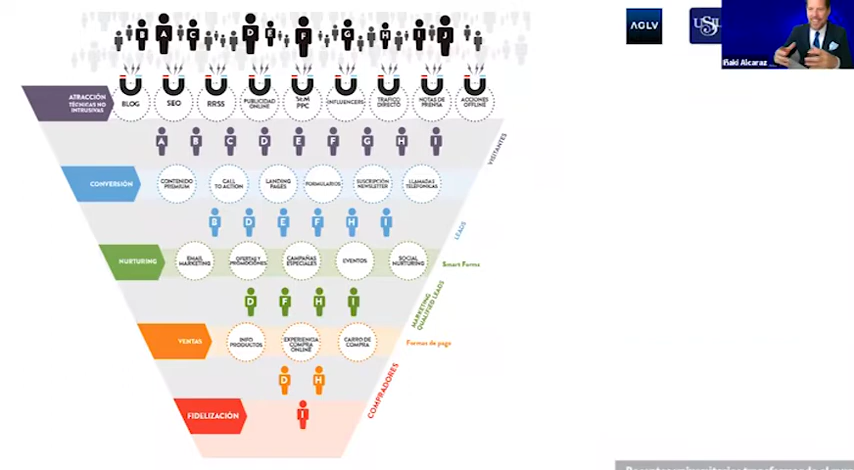 A B C D E F G H I J
ATRACCIÓN
TÉCNICAS NO
INTRUSIVAS
BLOG
SEO
RRSS
PUBLICIDAD
ONLINE
SEM
PPC
INFLUENCERS
TRÁFICO
DIRECTO
NOTAS DE
PRENSA
ACCIONES
OFFLINE
A B C D E F G H I
VISITANTES
CONVERSIÓN
CONTENIDO
PREMIUM
CALL
TO ACTION
LANDING
PAGES
FORMULARIOS
SUSCRIPCIÓN
NEWSLETTER
LLAMADAS
TELEFÓNICAS
B D E F H I
LEADS
NURTURING
EMAIL
MARKETING
OFERTAS Y
PROMOCIONES
CAMPAÑAS
ESPECIALES
EVENTOS
SOCIAL
NURTURING
Smart Forms
D F H I
MARKETING
QUALIFIED LEADS
VENTAS
INFO
PRODUCTOS
EXPERIENCIA
COMPRA
ONLINE
CARRO DE
COMPRA
Formas de pago
D H
COMPRADORES
FIDELIZACIÓN
I
AGLV
USJ
Iñaki Alcaraz